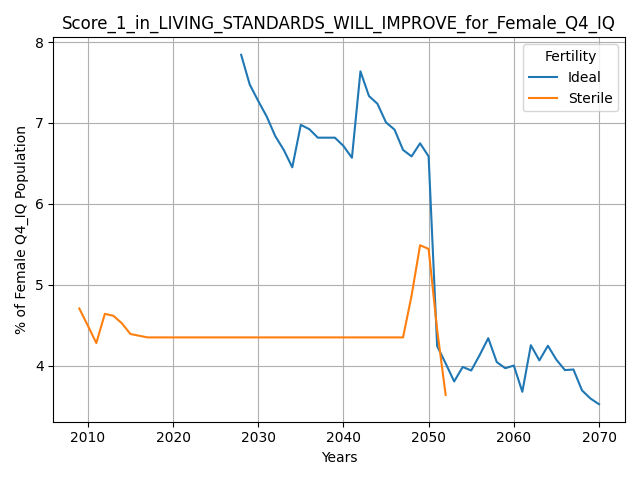 Score_1_in_LIVING_STANDARDS_WILL_IMPROVE_for_Female_Q4_IQ
8
7
6
5
4
% of Female Q4_IQ Population
Fertility
Ideal
Sterile
2010 2020 2030 2040 2050 2060 2070
Years